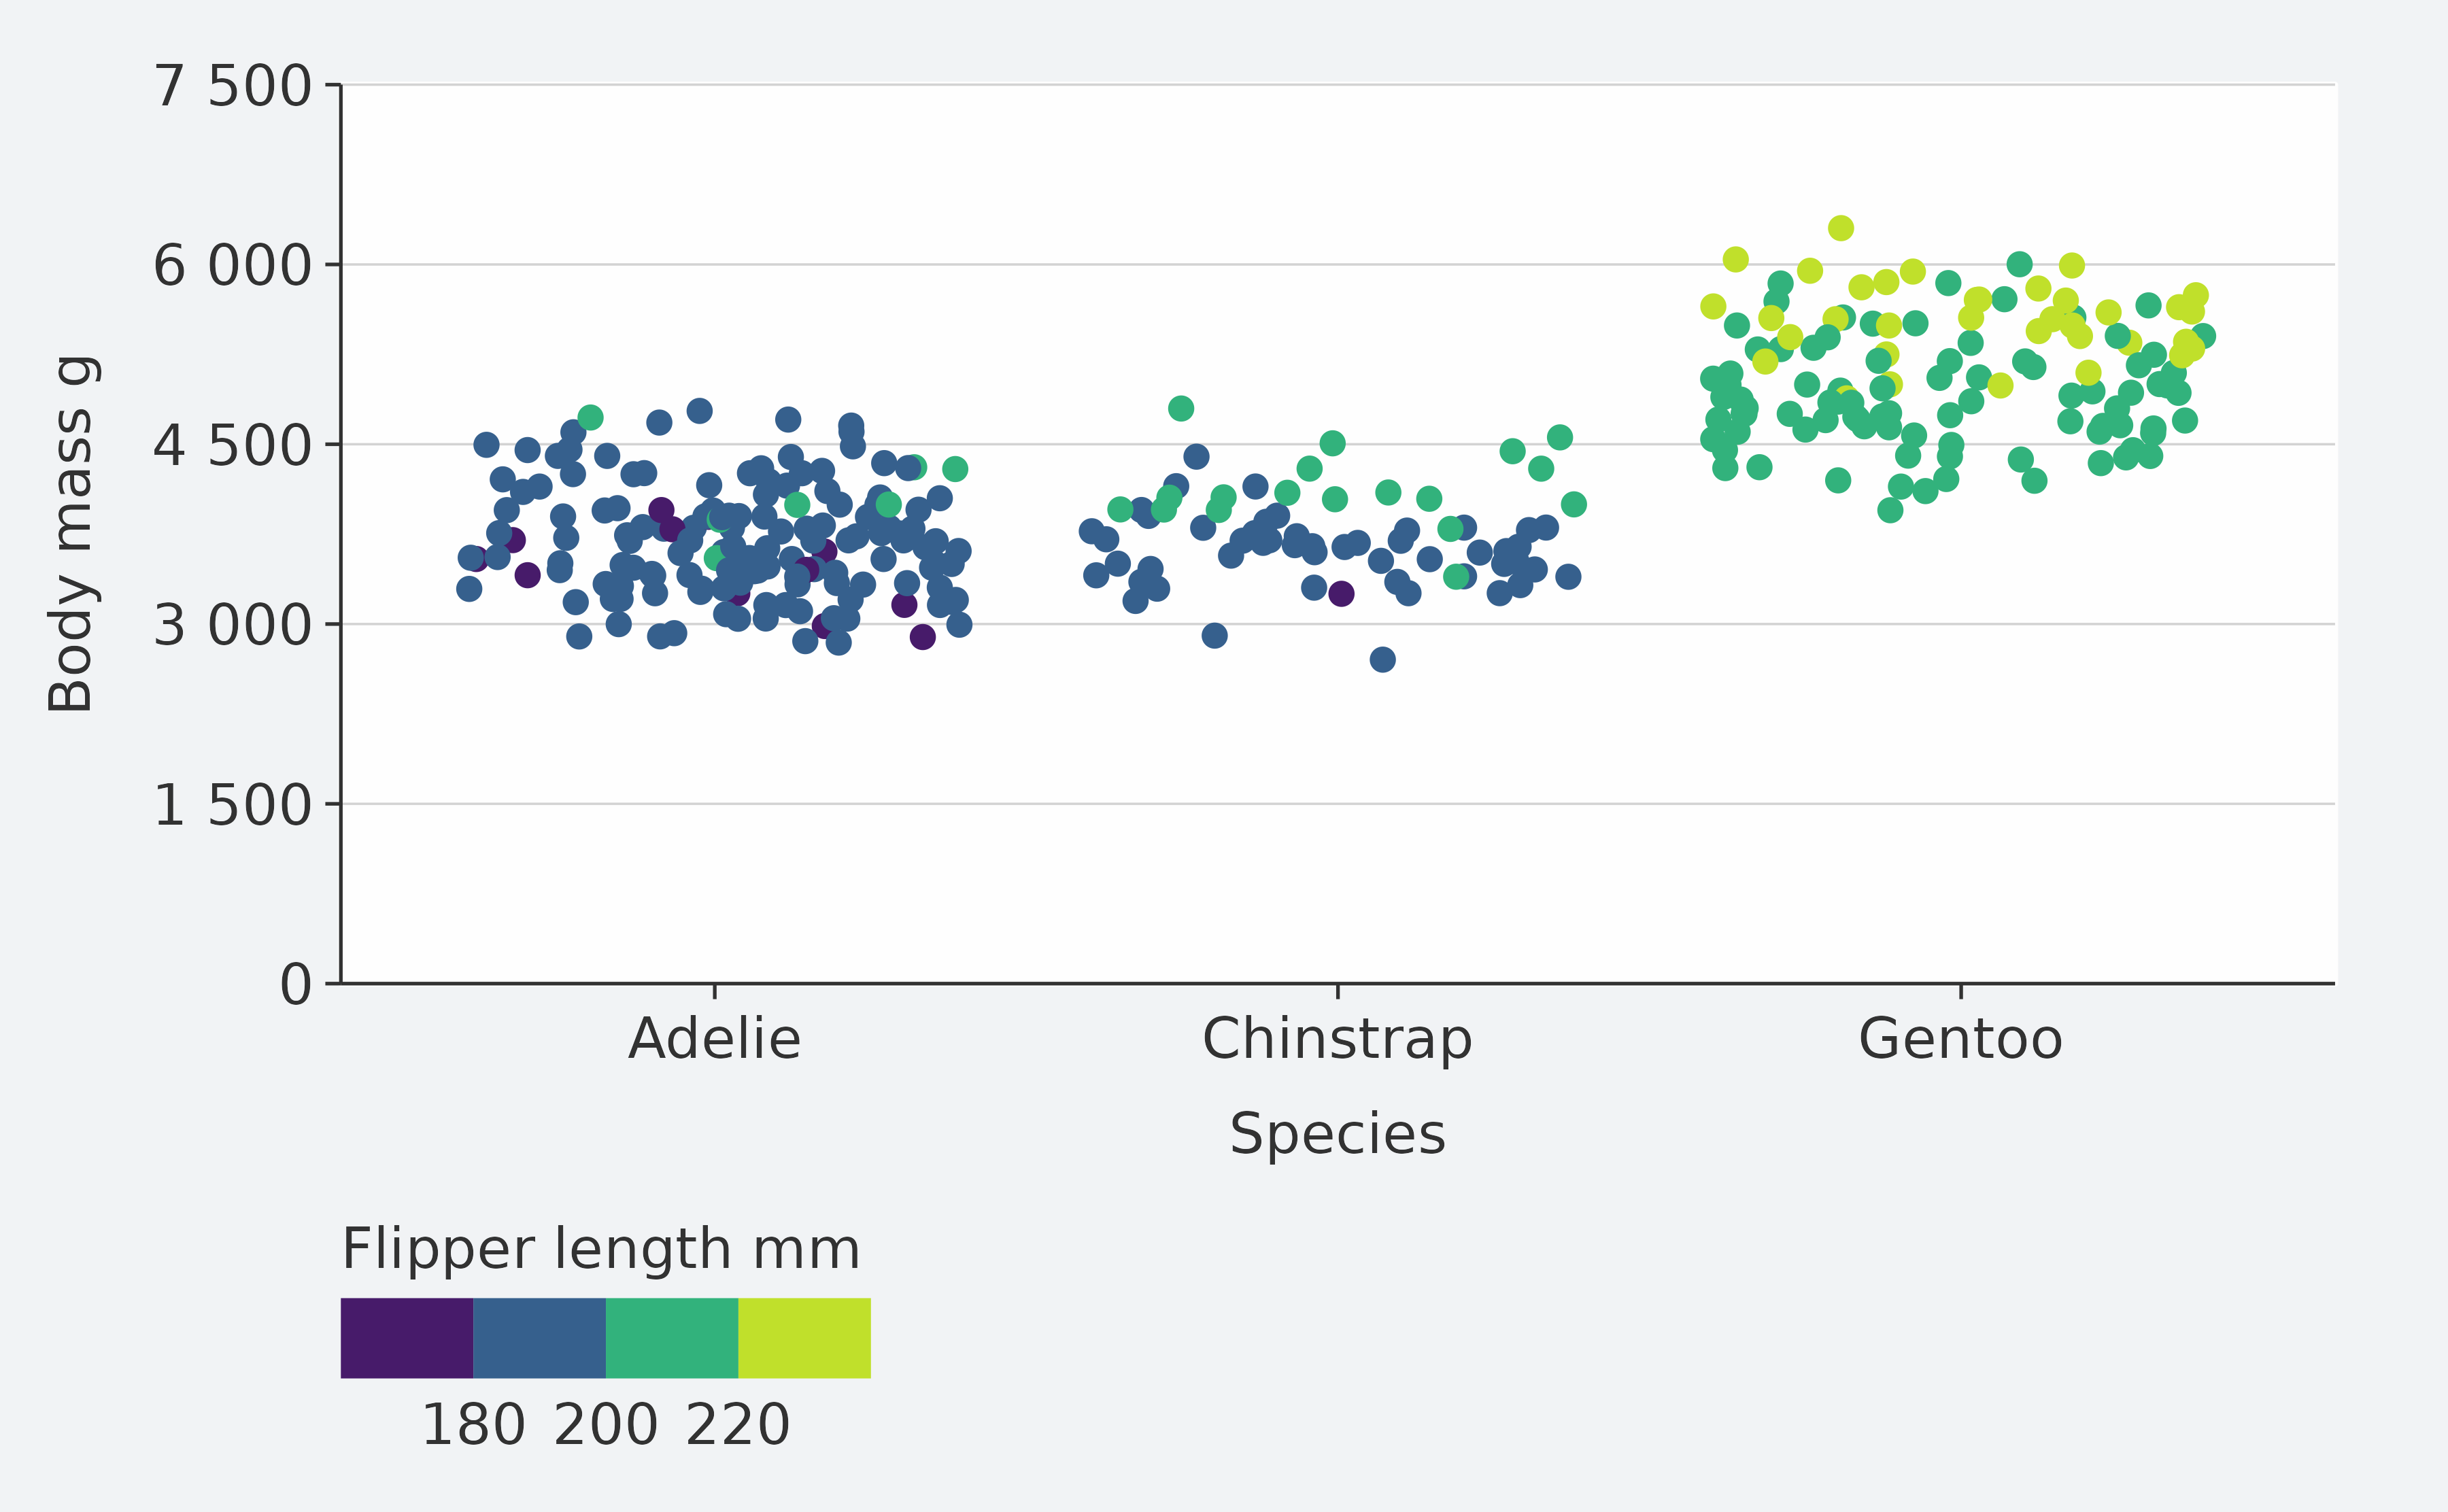 7 500
6 000
4 500
3 000
1 500
0
Body mass g
Adelie
Chinstrap
Gentoo
Species
Flipper length mm
180 200 220